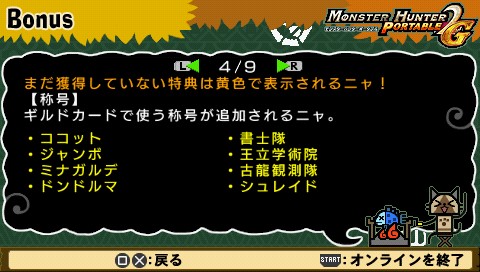 Bonus
MONSTER HUNTER
PORTABLE 2nd G
L 4/9 R
まだ獲得していない特典は黄色で表示されるニャ！
【称号】
ギルドカードで使う称号が追加されるニャ。
・ココット
・ジャンボ
・ミナガルデ
・ドンドルマ
・書士隊
・王立学術院
・古龍観測隊
・シュレイド
:戻る
START:オンラインを終了